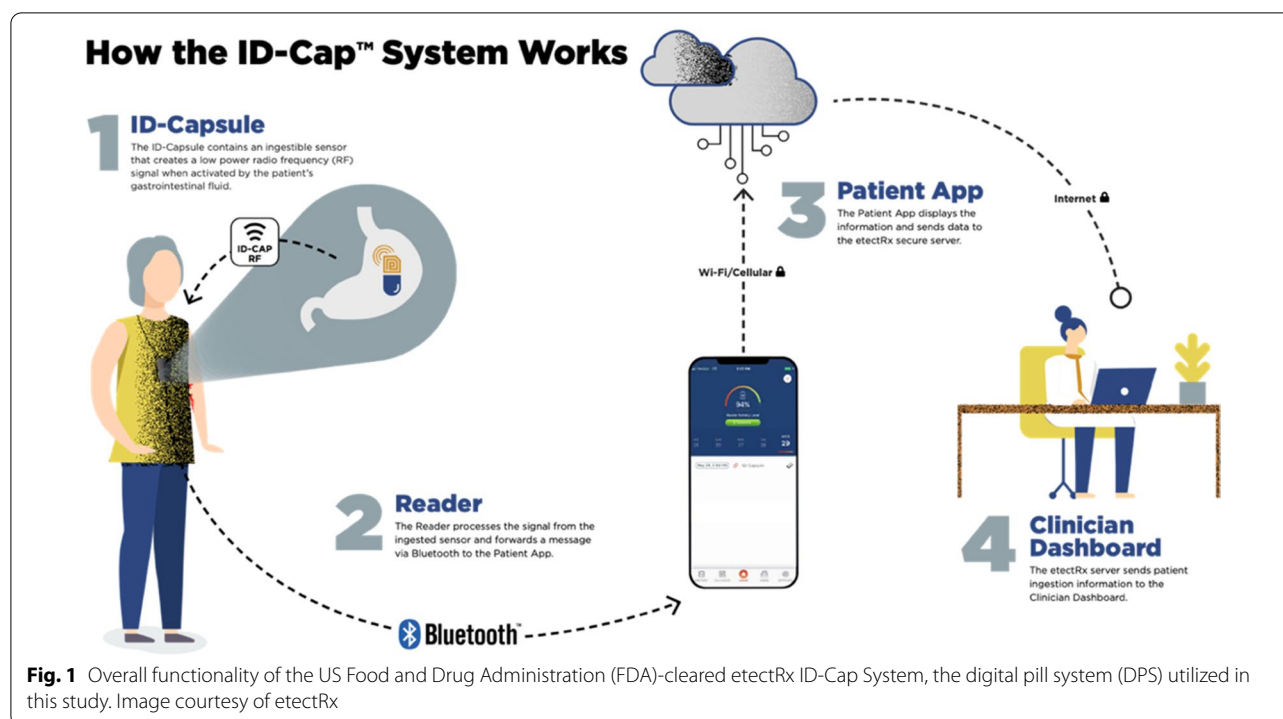 How the ID-Cap™ System Works
1 ID-Capsule
The ID-Capsule contains an ingestible sensor
that creates a low power radio frequency (RF)
signal when activated by the patient's
gastrointestinal fluid.
ID-CAP
RF
2 Reader
The Reader processes the signal from the
ingested sensor and forwards a message
via Bluetooth to the Patient App.
Bluetooth™
Wi-Fi/Cellular
94%
29
3 Patient App
The Patient App displays the
information and sends data to
the etectRx secure server.
Internet
4 Clinician
Dashboard
The etectRx server sends patient
ingestion information to the
Clinician Dashboard.
Fig. 1 Overall functionality of the US Food and Drug Administration (FDA)-cleared etectRx ID-Cap System, the digital pill system (DPS) utilized in
this study. Image courtesy of etectRx